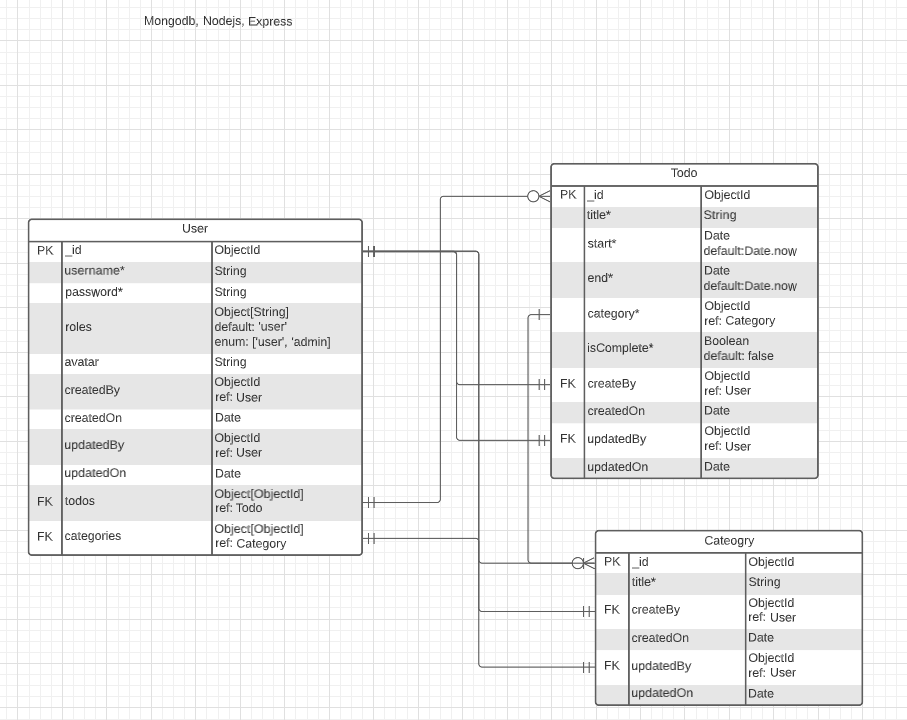 Mongodb, Nodejs, Express
User
PK _id ObjectId
username* String
password* String
roles Object[String]
default: 'user'
enum: ['user', 'admin]
avatar String
createdBy ObjectId
ref: User
createdOn Date
updatedBy ObjectId
ref: User
updatedOn Date
FK todos Object[ObjectId]
ref: Todo
FK categories Object[ObjectId]
ref: Category
Todo
PK _id ObjectId
title* String
start* Date
default:Date.now
end* Date
default:Date.now
category* ObjectId
ref: Category
isComplete* Boolean
default: false
FK createBy ObjectId
ref: User
createdOn Date
FK updatedBy ObjectId
ref: User
updatedOn Date
Cateogry
PK _id ObjectId
title* String
FK createBy ObjectId
ref: User
createdOn Date
FK updatedBy ObjectId
ref: User
updatedOn Date